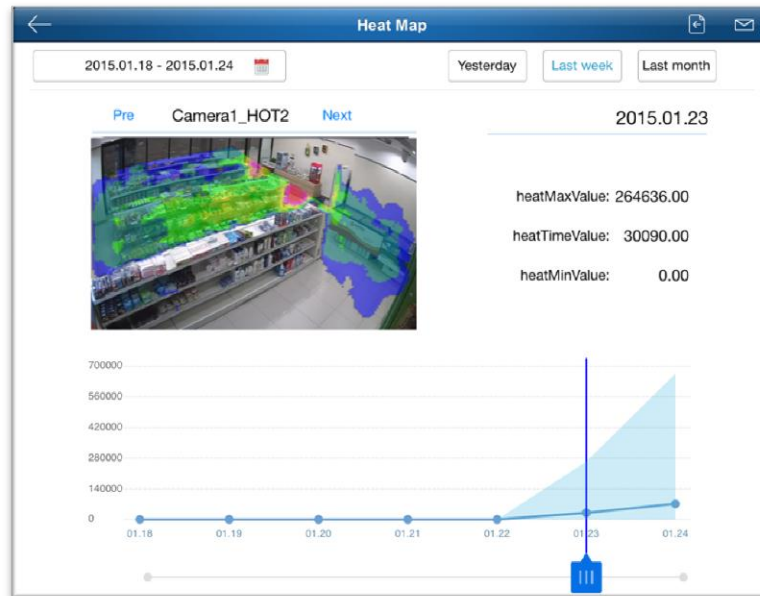 Heat Map
2015.01.18 - 2015.01.24
Yesterday
Last week
Last month
Pre
Camera1_HOT2
Next
2015.01.23
heatMaxValue: 264636.00
heatTimeValue: 30090.00
heatMinValue: 0.00
700000
560000
420000
280000
140000
0
01.18
01.19
01.20
01.21
01.22
01.23
01.24